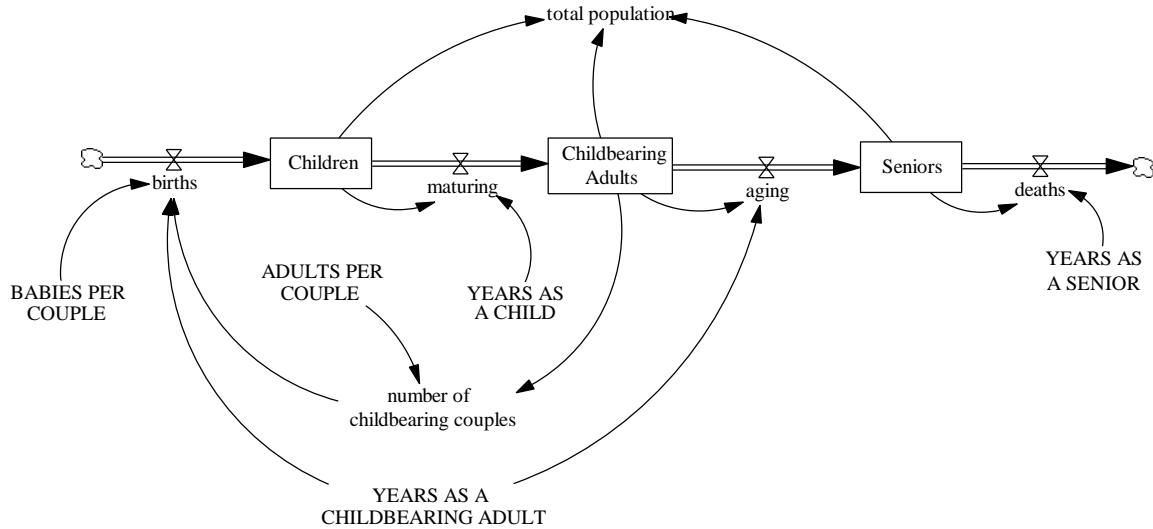 total population
Children
Childbearing
Adults
Seniors
births
maturing
aging
deaths
BABIES PER
COUPLE
ADULTS PER
COUPLE
YEARS AS
A CHILD
YEARS AS
A SENIOR
number of
childbearing couples
YEARS AS A
CHILDBEARING ADULT